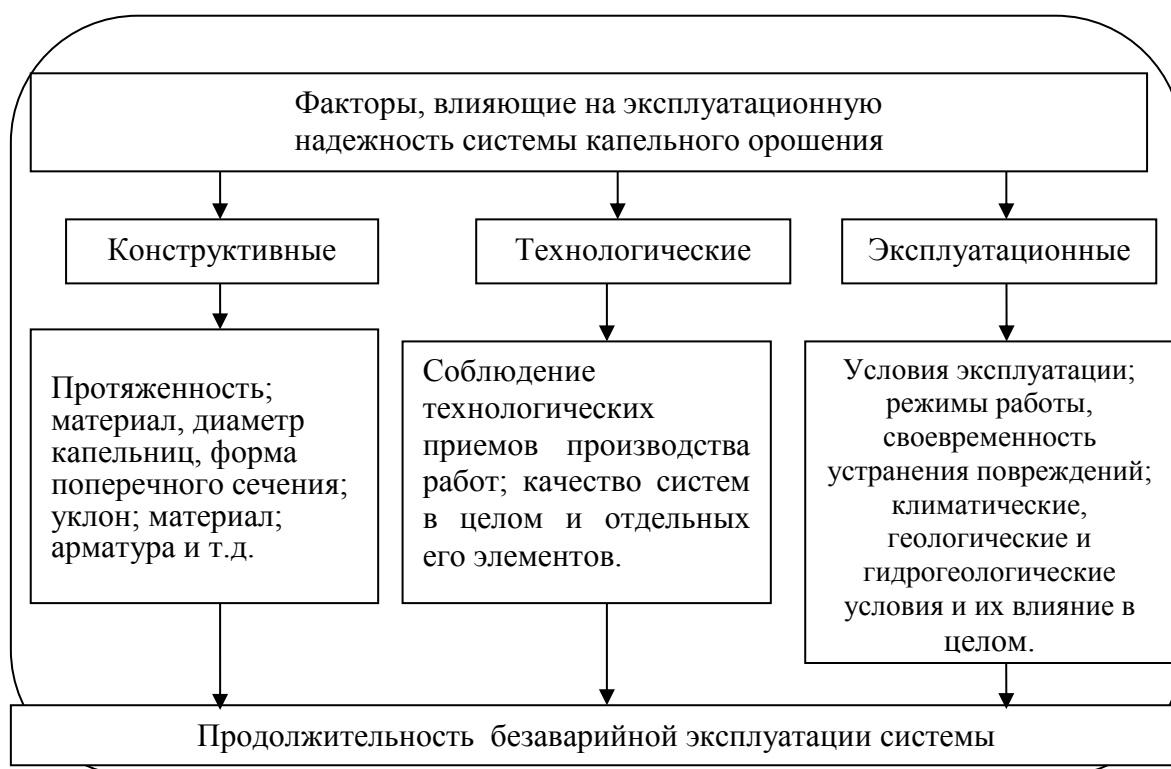 Факторы, влияющие на эксплуатационную
надежность системы капельного орошения
Конструктивные
Технологические
Эксплуатационные
Протяженность;
материал, диаметр
капельниц, форма
поперечного сечения;
уклон; материал;
арматура и т.д.
Соблюдение
технологических
приемов производства
работ; качество систем
в целом и отдельных
его элементов.
Условия эксплуатации;
режимы работы,
своевременность
устранения повреждений;
климатические,
геологические и
гидрогеологические
условия и их влияние в
целом.
Продолжительность безаварийной эксплуатации системы